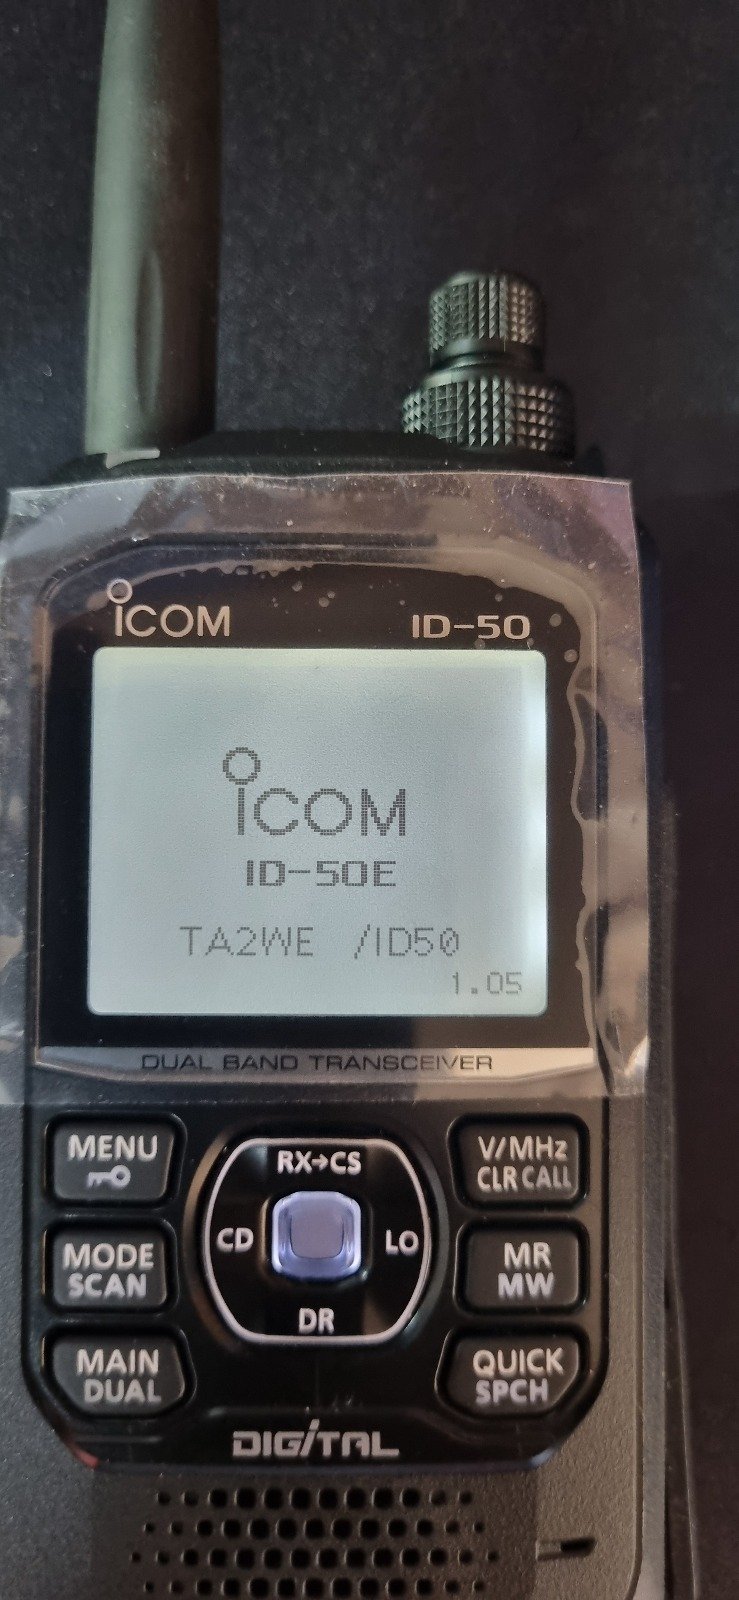 ICOM
ID-50
ICOM
ID-50E
TA2WE /ID50
1.05
DUAL BAND TRANSCEIVER
MENU
RX→CS
V/MHz
CLR CALL
CD
LO
MODE
SCAN
MR
MW
DR
MAIN
DUAL
QUICK
SPCH
DIGITAL